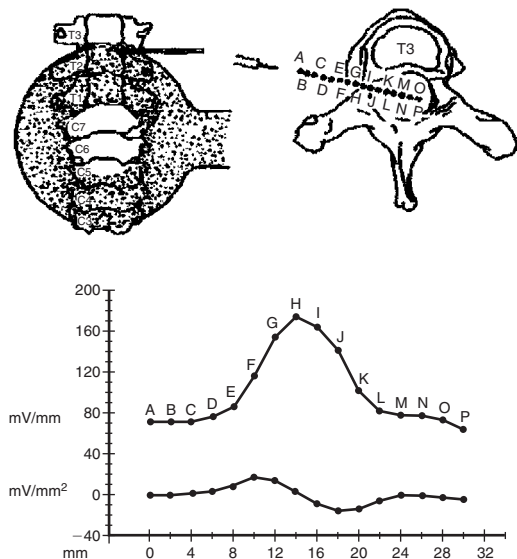 T3
T2
T1
C7
C6
C5
C4
C3
T3
A C E G I K M O
B D F H J L N P
200
160
120
80
40
0
−40
mV/mm
mV/mm2
A B C D E F G H I J K L M N O P
mm 0 4 8 12 16 20 24 28 32